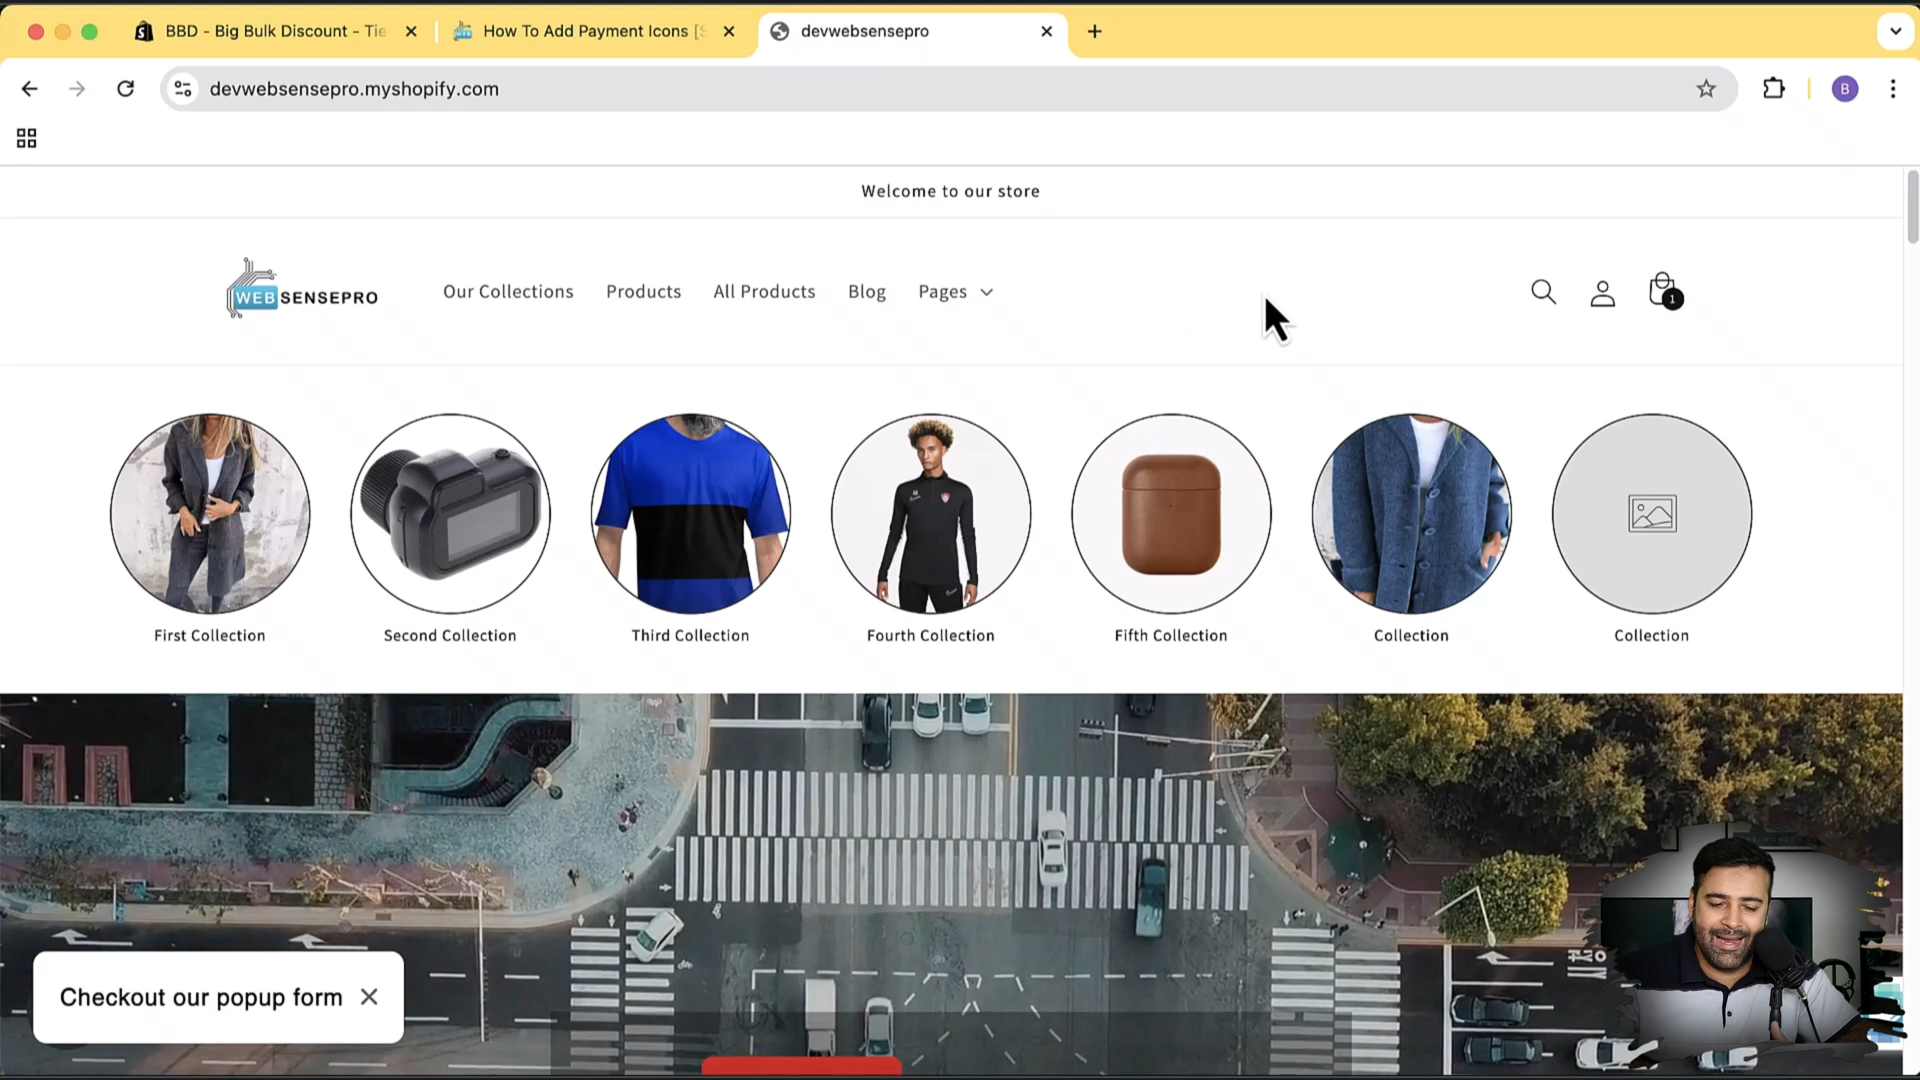 BBD - Big Bulk Discount - Tie
How To Add Payment Icons [S
devwebsensepro
devwebsensepro.myshopify.com
B
Welcome to our store
WEBSENSEPRO
Our Collections
Products
All Products
Blog
Pages
1
First Collection
Second Collection
Third Collection
Fourth Collection
Fifth Collection
Collection
Collection
Checkout our popup form